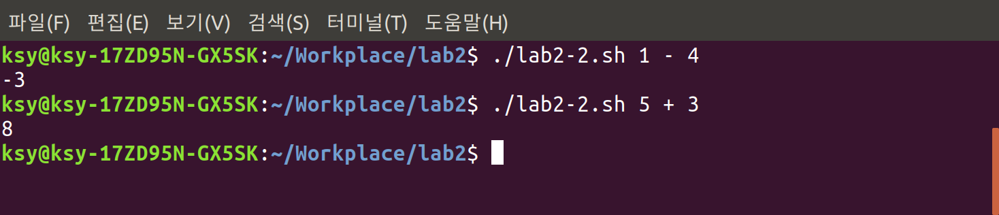 파일(F) 편집(E) 보기(V) 검색(S) 터미널(T) 도움말(H)
ksy@ksy-17ZD95N-GX5SK:~/Workplace/lab2$ ./lab2-2.sh 1 - 4
-3
ksy@ksy-17ZD95N-GX5SK:~/Workplace/lab2$ ./lab2-2.sh 5 + 3
8
ksy@ksy-17ZD95N-GX5SK:~/Workplace/lab2$